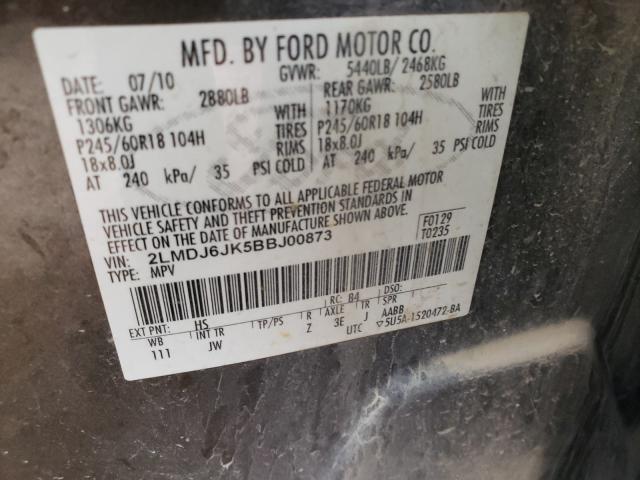 MFD. BY FORD MOTOR CO.
DATE: 07/10 GVWR: 5440LB/ 2468KG
FRONT GAWR: 2880LB REAR GAWR: 2580LB
1306KG WITH 1170KG WITH
P245/60R18 104H TIRES P245/60R18 104H TIRES
18x8.0J RIMS 18x8.0J RIMS
AT 240 kPa/ 35 PSI COLD AT 240 kPa/ 35 PSI COLD
THIS VEHICLE CONFORMS TO ALL APPLICABLE FEDERAL MOTOR
VEHICLE SAFETY AND THEFT PREVENTION STANDARDS IN
EFFECT ON THE DATE OF MANUFACTURE SHOWN ABOVE. F0129
VIN: 2LMDJ6JK5BBJ00873 T0235
TYPE: MPV
RC: B4 DSO:
EXT PNT: HS
WB INT TR TP/PS R AXLE TR SPR
111 JW Z 3E J AABB
UTC ▽5U5A-1520472-BA